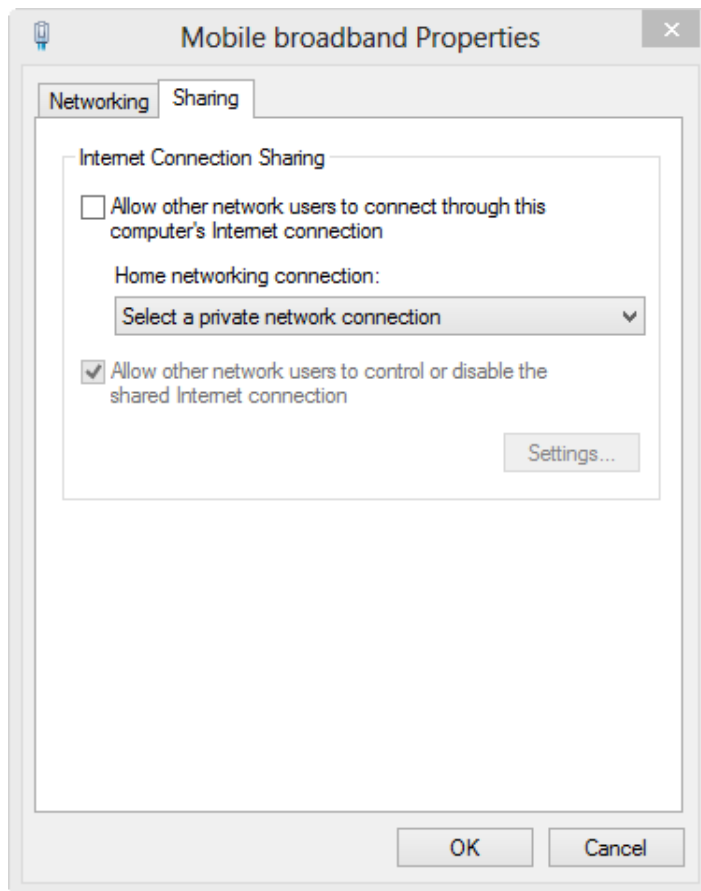 Mobile broadband Properties
Networking
Sharing
Internet Connection Sharing
Allow other network users to connect through this
computer's Internet connection
Home networking connection:
Select a private network connection
Allow other network users to control or disable the
shared Internet connection
Settings...
OK
Cancel